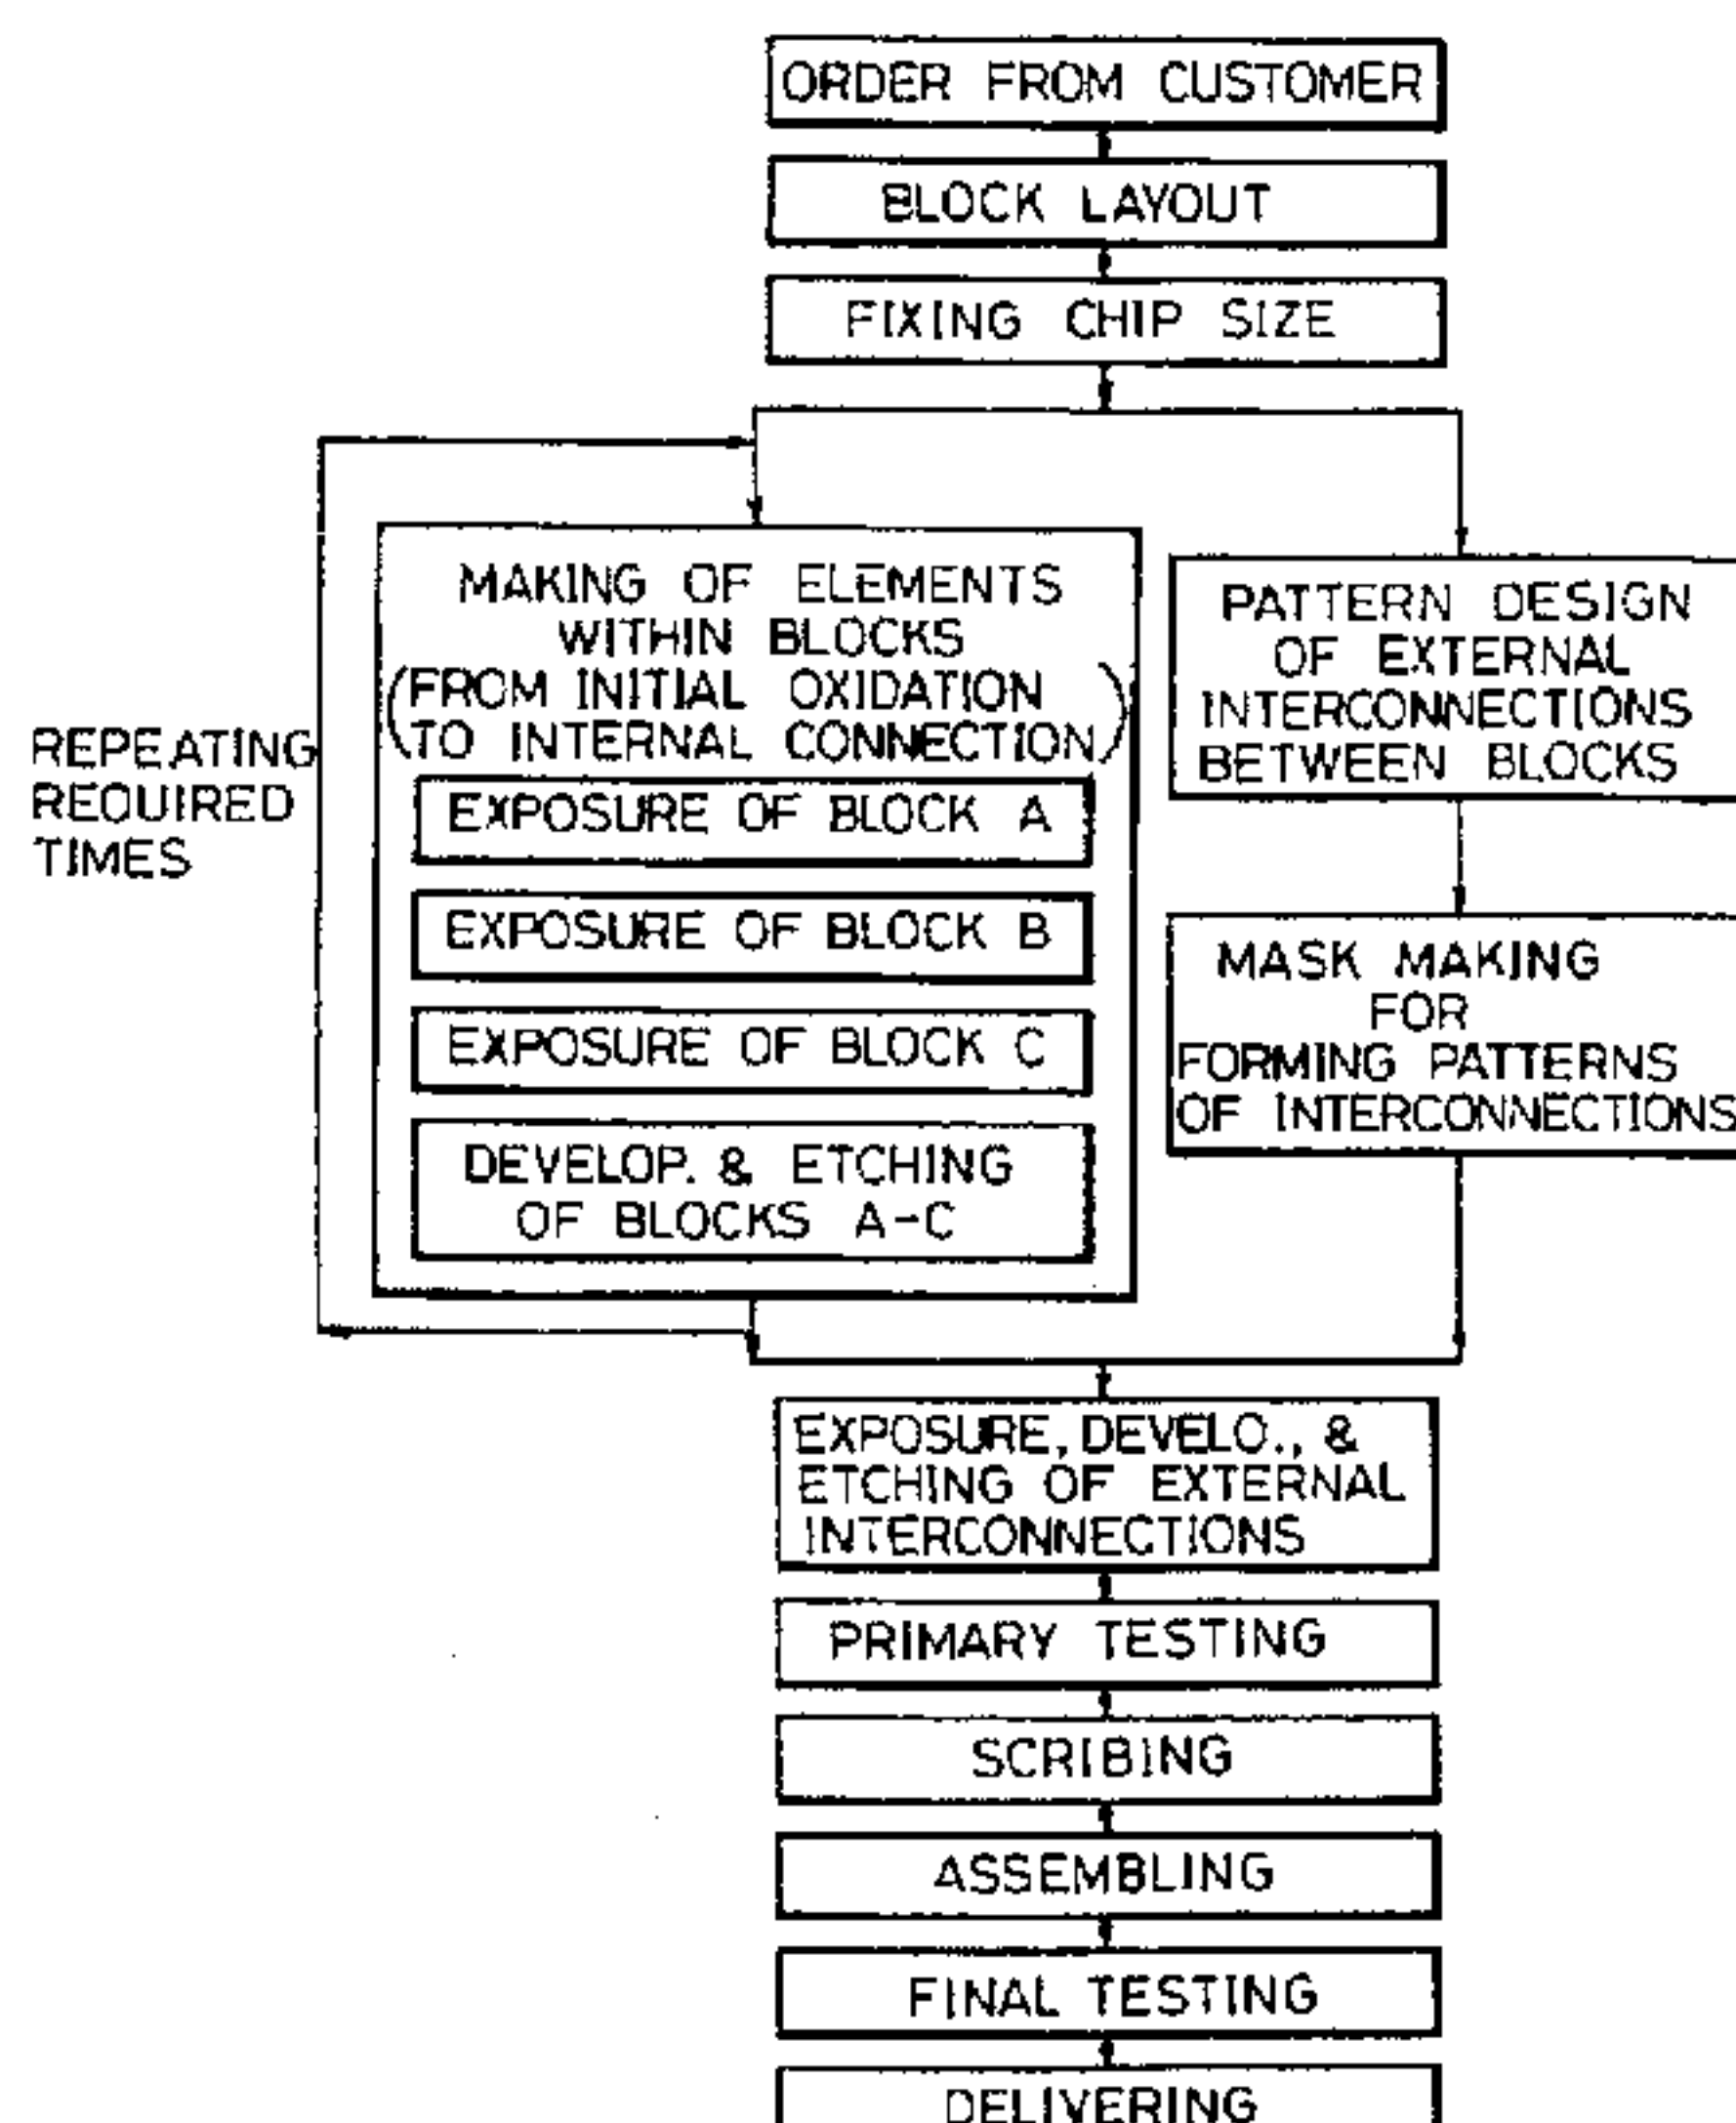 ORDER FROM CUSTOMER
BLOCK LAYOUT
FIXING CHIP SIZE
REPEATING
REQUIRED
TIMES
MAKING OF ELEMENTS
WITHIN BLOCKS
(FROM INITIAL OXIDATION
TO INTERNAL CONNECTION)
EXPOSURE OF BLOCK A
EXPOSURE OF BLOCK B
EXPOSURE OF BLOCK C
DEVELOP. & ETCHING
OF BLOCKS A-C
PATTERN DESIGN
OF EXTERNAL
INTERCONNECTIONS
BETWEEN BLOCKS
MASK MAKING
FOR
FORMING PATTERNS
OF INTERCONNECTIONS
EXPOSURE, DEVELO., &
ETCHING OF EXTERNAL
INTERCONNECTIONS
PRIMARY TESTING
SCRIBING
ASSEMBLING
FINAL TESTING
DELIVERING